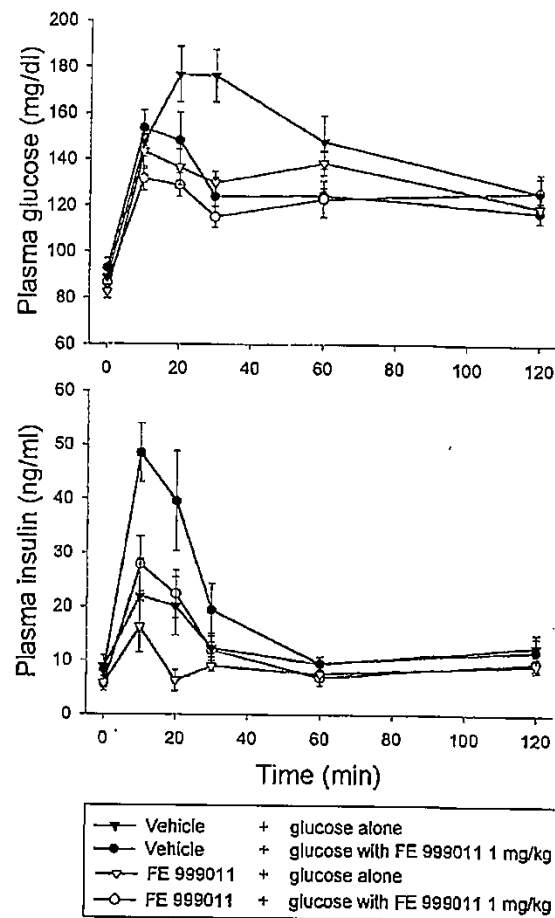 200
180
160
140
120
100
80
60
Plasma glucose (mg/dl)
0 20 40 60 80 100 120
60
50
40
30
20
10
0
Plasma insulin (ng/ml)
0 20 40 60 80 100 120
Time (min)
Vehicle + glucose alone
Vehicle + glucose with FE 999011 1 mg/kg
FE 999011 + glucose alone
FE 999011 + glucose with FE 999011 1 mg/kg